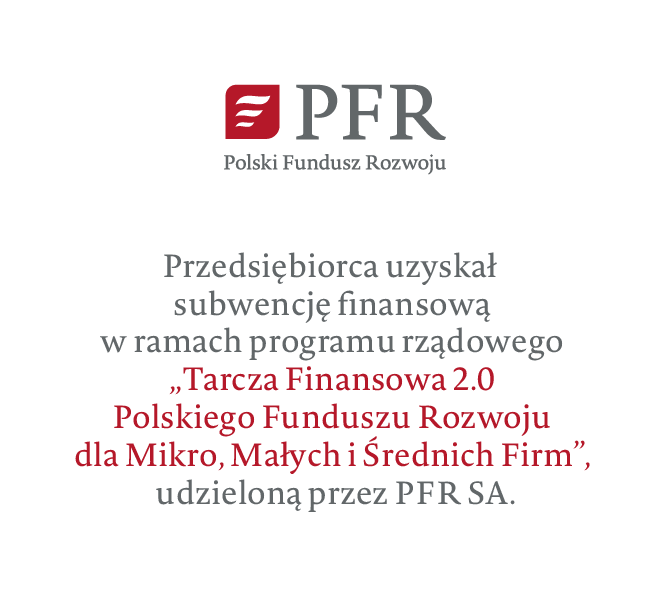 PFR
Polski Fundusz Rozwoju
Przedsiębiorca uzyskał
subwencję finansową
w ramach programu rządowego
„Tarcza Finansowa 2.0
Polskiego Funduszu Rozwoju
dla Mikro, Małych i Średnich Firm”,
udzieloną przez PFR SA.